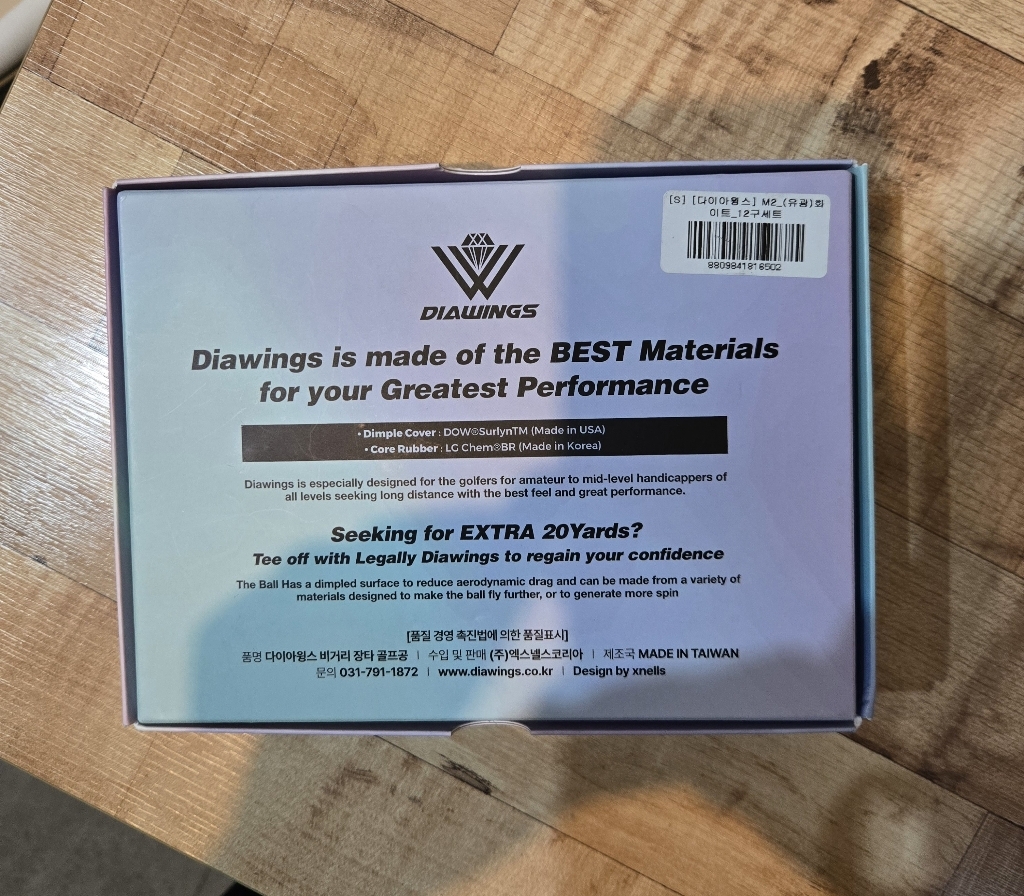 [S] [다이아윙스] M2_(유광)화
이트_12구세트
8809841816502
DIAWINGS
Diawings is made of the BEST Materials
for your Greatest Performance
• Dimple Cover : DOW®SurlynTM (Made in USA)
• Core Rubber : LG Chem®BR (Made in Korea)
Diawings is especially designed for the golfers for amateur to mid-level handicappers of
all levels seeking long distance with the best feel and great performance.
Seeking for EXTRA 20Yards?
Tee off with Legally Diawings to regain your confidence
The Ball Has a dimpled surface to reduce aerodynamic drag and can be made from a variety of
materials designed to make the ball fly further, or to generate more spin
[품질 경영 촉진법에 의한 품질표시]
품명 다이아윙스 비거리 장타 골프공 | 수입 및 판매 (주)엑스넬스코리아 | 제조국 MADE IN TAIWAN
문의 031-791-1872 | www.diawings.co.kr | Design by xnells